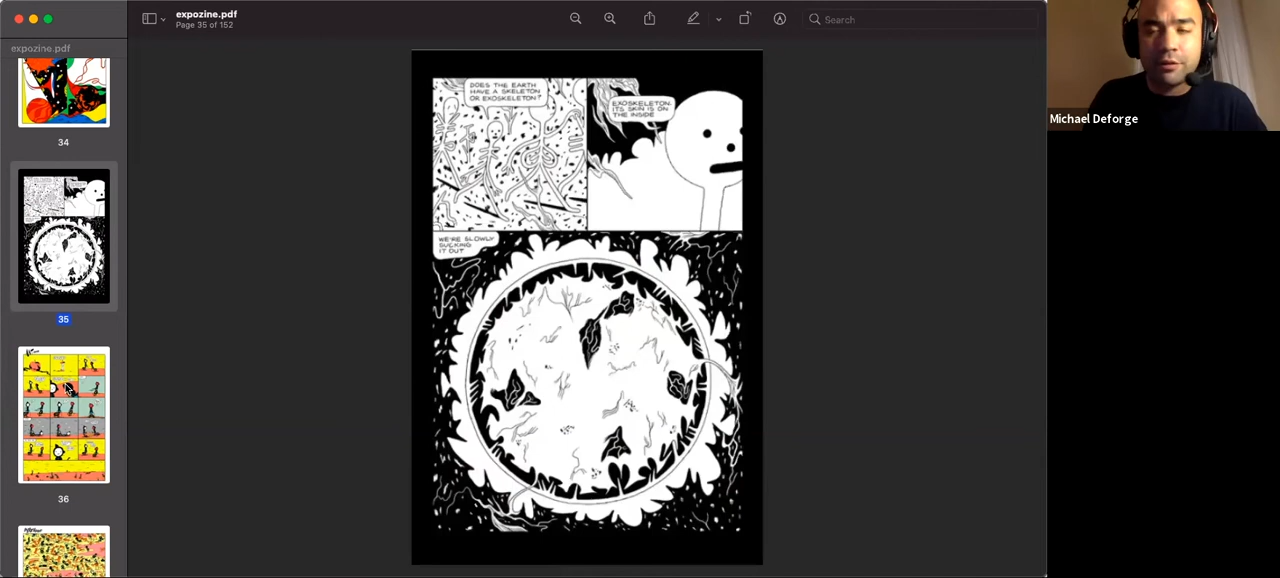 expozine.pdf
Page 35 of 152
Search
expozine.pdf
34
35
36
DOES THE EARTH
HAVE A SKELETON
OR EXOSKELETON?
EXOSKELETON.
ITS SKIN IS ON
THE INSIDE
WE'RE SLOWLY
SUCKING
IT OUT
Michael Deforge